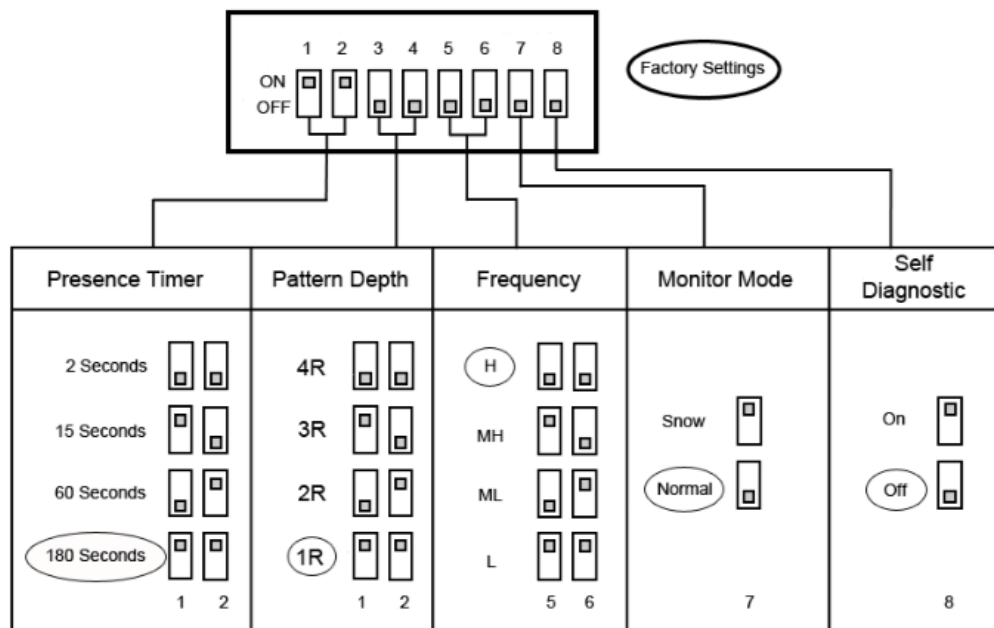 1 2 3 4 5 6 7 8
ON
OFF
Factory Settings
Presence Timer
Pattern Depth
Frequency
Monitor Mode
Self
Diagnostic
2 Seconds
15 Seconds
60 Seconds
180 Seconds
1 2
4R
3R
2R
1R
1 2
H
MH
ML
L
5 6
Snow
Normal
7
On
Off
8